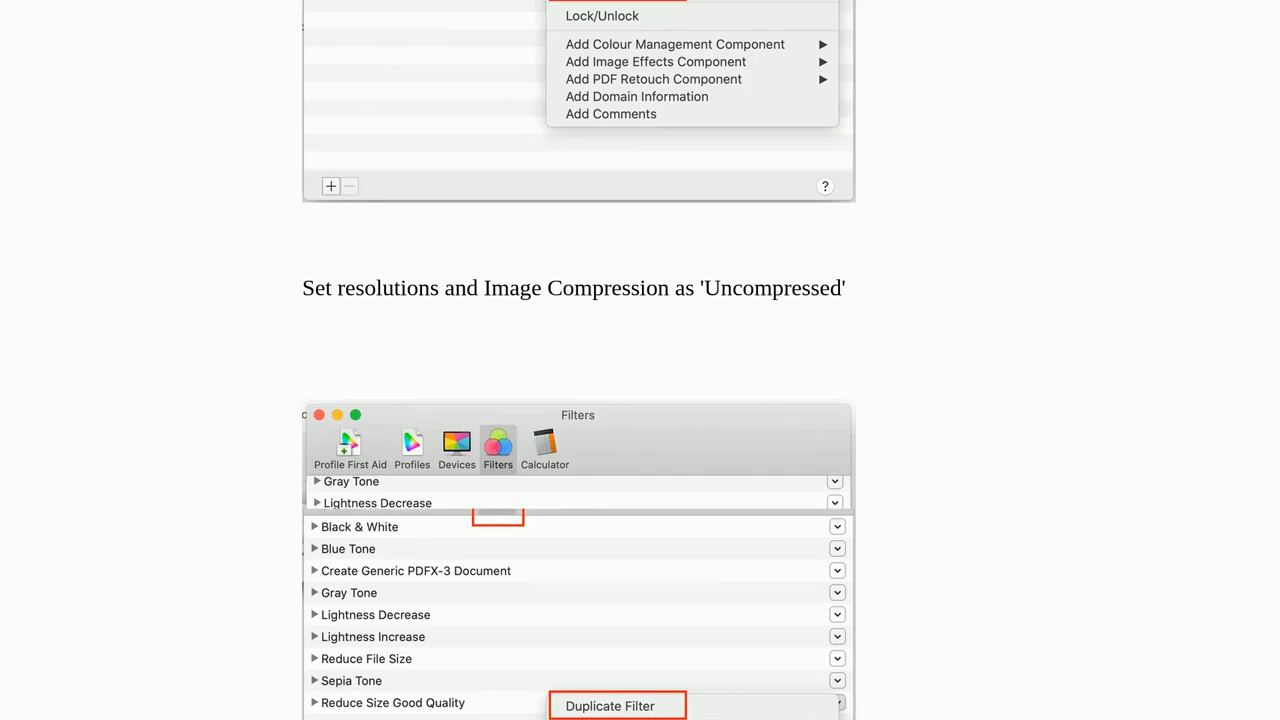 Lock/Unlock
Add Colour Management Component
Add Image Effects Component
Add PDF Retouch Component
Add Domain Information
Add Comments
?
Set resolutions and Image Compression as 'Uncompressed'
Filters
Profile First Aid Profiles Devices Filters Calculator
Gray Tone
Lightness Decrease
Black & White
Blue Tone
Create Generic PDFX-3 Document
Gray Tone
Lightness Decrease
Lightness Increase
Reduce File Size
Sepia Tone
Reduce Size Good Quality
Duplicate Filter